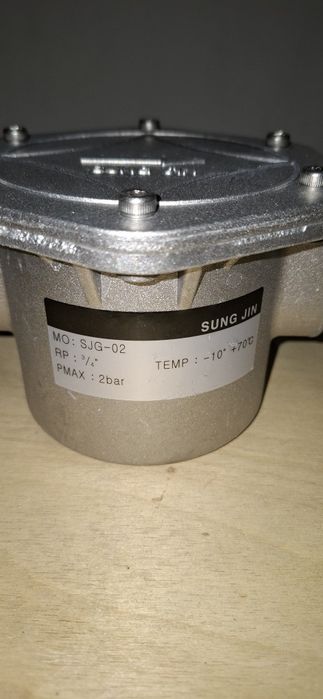 SUNG JIN
MO: SJG-02
RP : ³/₄"
TEMP : -10° +70℃
PMAX : 2bar